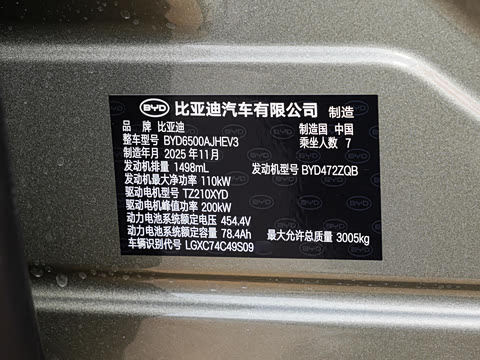 BYD 比亚迪汽车有限公司 制造
品 牌 比亚迪 制造国 中国
整车型号 BYD6500AJHEV3 乘坐人数 7
制造年月 2025年11月
发动机排量 1498mL 发动机型号 BYD472ZQB
发动机最大净功率 110kW
驱动电机型号 TZ210XYD
驱动电机峰值功率 200kW
动力电池系统额定电压 454.4V
动力电池系统额定容量 78.4Ah 最大允许总质量 3005kg
车辆识别代号 LGXC74C49S09